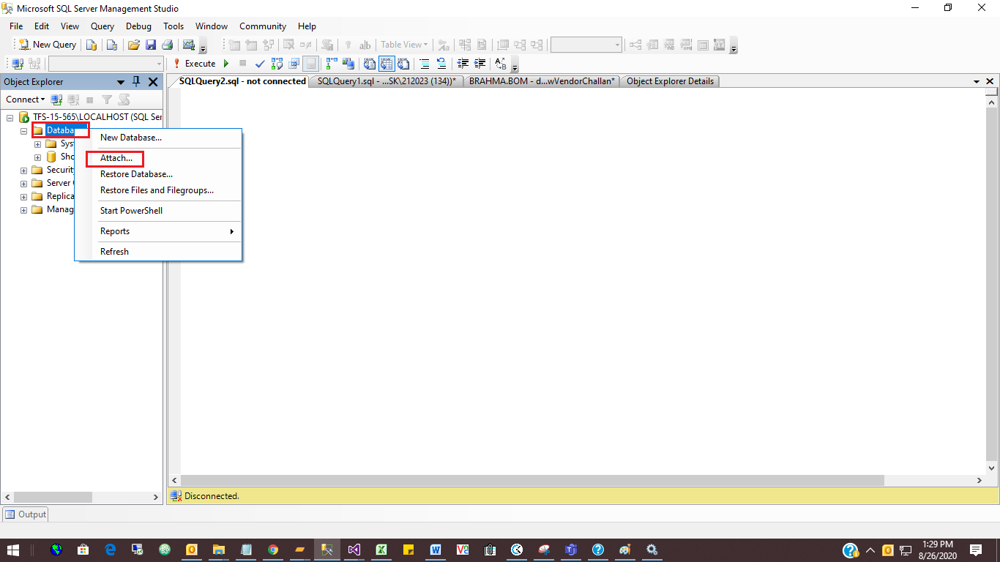 Microsoft SQL Server Management Studio
File Edit View Query Debug Tools Window Community Help
New Query Table View
Execute
Object Explorer
SQLQuery2.sql - not connected SQLQuery1.sql - ...SK\212023 (134))* BRAHMA.BOM - d...wVendorChallan* Object Explorer Details
Connect
TFS-15-565\LOCALHOST (SQL Ser
Databa
New Database...
Sys
Attach...
Sho
Security
Restore Database...
Server
Restore Files and Filegroups...
Replica
Manag
Start PowerShell
Reports
Refresh
Disconnected.
Output
1:29 PM
8/26/2020